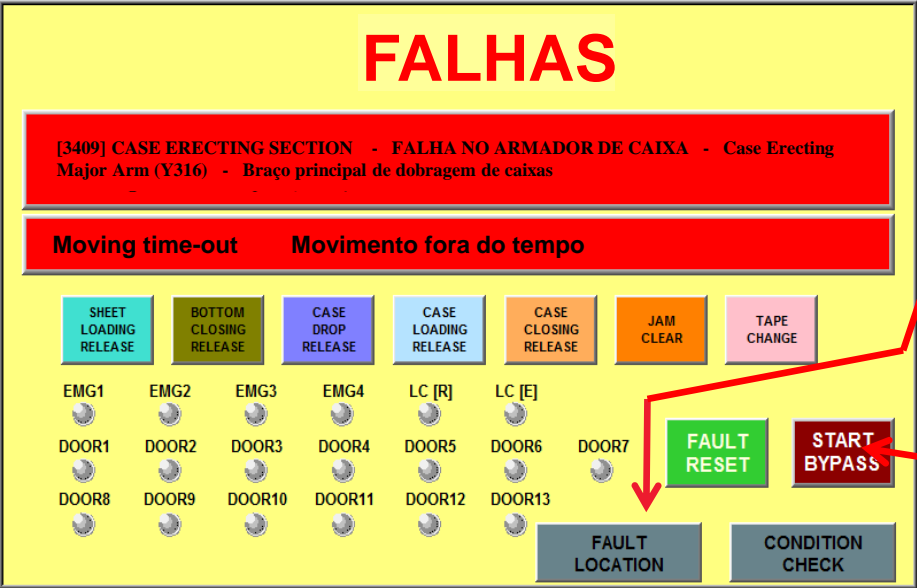 FALHAS
[3409] CASE ERECTING SECTION - FALHA NO ARMADOR DE CAIXA - Case Erecting
Major Arm (Y316) - Braço principal de dobragem de caixas
Moving time-out Movimento fora do tempo
SHEET
LOADING
RELEASE
BOTTOM
CLOSING
RELEASE
CASE
DROP
RELEASE
CASE
LOADING
RELEASE
CASE
CLOSING
RELEASE
JAM
CLEAR
TAPE
CHANGE
EMG1 EMG2 EMG3 EMG4 LC [R] LC [E]
DOOR1 DOOR2 DOOR3 DOOR4 DOOR5 DOOR6 DOOR7
DOOR8 DOOR9 DOOR10 DOOR11 DOOR12 DOOR13
FAULT
RESET
START
BYPASS
FAULT
LOCATION
CONDITION
CHECK